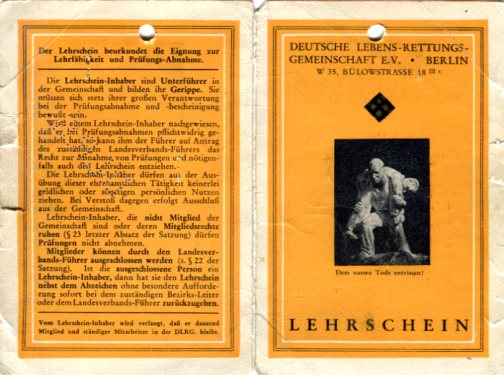 Der Lehrschein beurkundet die Eignung zur
Lehrfähigkeit und Prüfungs-Abnahme.
Die Lehrschein-Inhaber sind Unterführer in
der Gemeinschaft und bilden ihr Gerippe. Sie
müssen sich stets ihrer großen Verantwortung
bei der Prüfungsabnahme und -bescheinigung
bewußt sein.
Wird einem Lehrschein-Inhaber nachgewiesen,
daß er bei Prüfungsabnahmen pflichtwidrig ge-
handelt hat, so kann ihm der Führer auf Antrag
des zuständigen Landesverbands-Führers das
Recht zur Abnahme von Prüfungen und nötigen-
falls auch den Lehrschein entziehen.
Die Lehrschein-Inhaber dürfen aus der Aus-
übung dieser ehrenamtlichen Tätigkeit keinerlei
geldlichen oder sonstigen persönlichen Nutzen
ziehen. Bei Verstoß dagegen erfolgt Ausschluß
aus der Gemeinschaft.
Lehrschein-Inhaber, die nicht Mitglied der
Gemeinschaft sind oder deren Mitgliedsrechte
ruhen (§ 23 letzter Absatz der Satzung) dürfen
Prüfungen nicht abnehmen.
Mitglieder können durch den Landesver-
bands-Führer ausgeschlossen werden (s. § 22 der
Satzung). Ist die ausgeschlossene Person ein
Lehrschein-Inhaber, dann hat sie den Lehrschein
nebst dem Abzeichen ohne besondere Aufforde-
rung sofort bei dem zuständigen Bezirks-Leiter
oder dem Landesverbands-Führer zurückzugeben.
Vom Lehrschein-Inhaber wird verlangt, daß er dauernd
Mitglied und ständiger Mitarbeiter in der DLRG. bleibt.
DEUTSCHE LEBENS-RETTUNGS-
GEMEINSCHAFT E.V. • BERLIN
W 35, BÜLOWSTRASSE 18 III r.
Dem nassen Tode entrissen!
LEHRSCHEIN